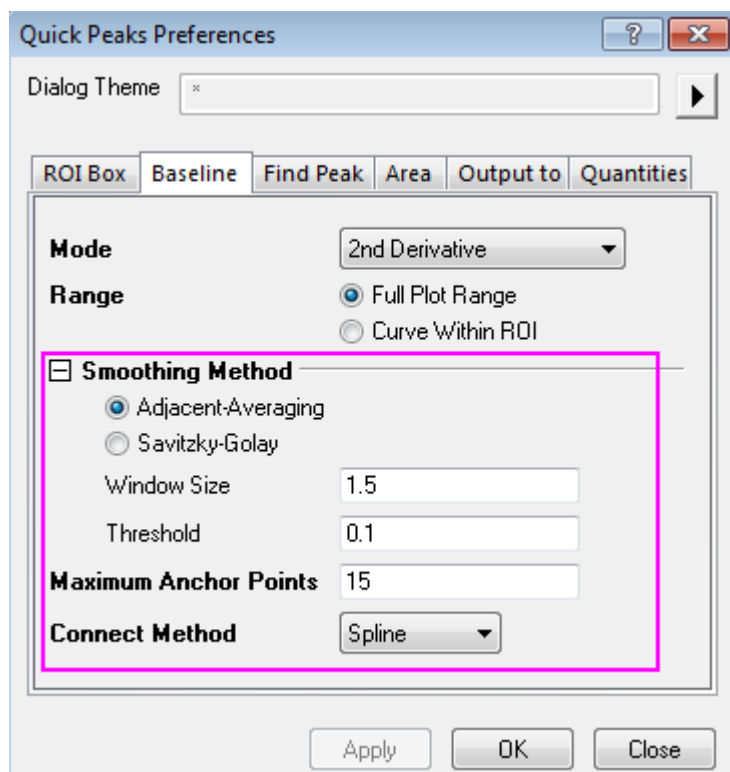 Quick Peaks Preferences
Dialog Theme *
ROI Box Baseline Find Peak Area Output to Quantities
Mode 2nd Derivative
Range Full Plot Range
Curve Within ROI
Smoothing Method
Adjacent-Averaging
Savitzky-Golay
Window Size 1.5
Threshold 0.1
Maximum Anchor Points 15
Connect Method Spline
Apply OK Close